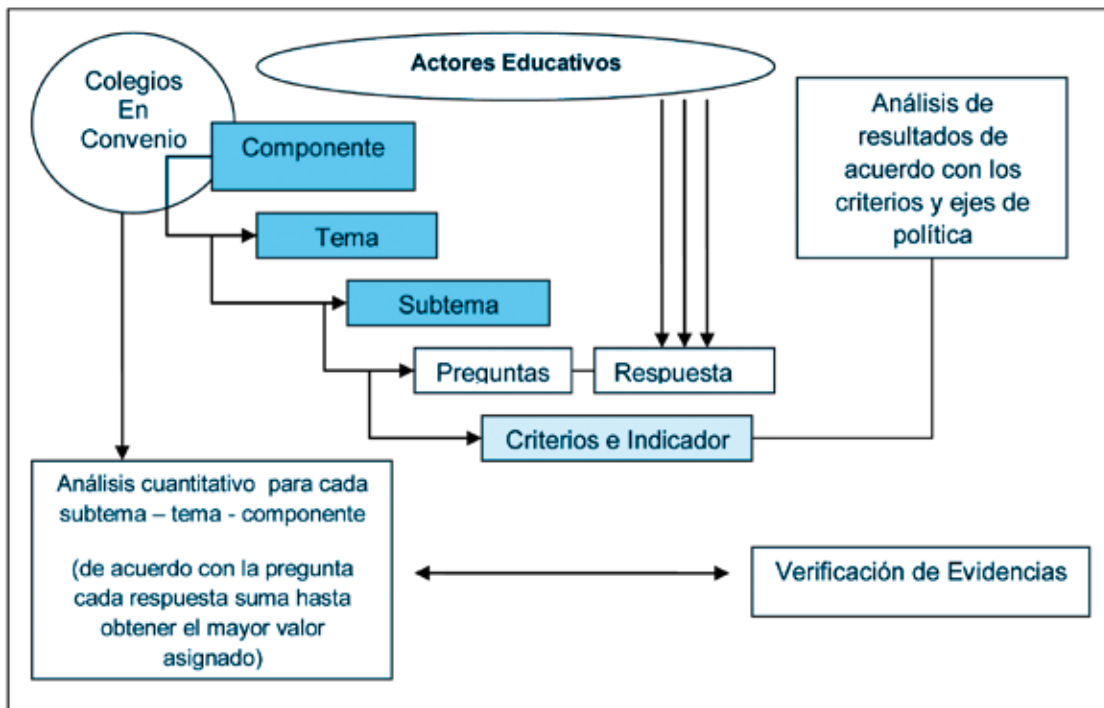 Colegios
En
Convenio
Actores Educativos
Análisis de
resultados de
acuerdo con los
criterios y ejes de
política
Componente
Tema
Subtema
Preguntas
Respuesta
Criterios e Indicador
Análisis cuantitativo para cada
subtema – tema - componente
(de acuerdo con la pregunta
cada respuesta suma hasta
obtener el mayor valor
asignado)
Verificación de Evidencias